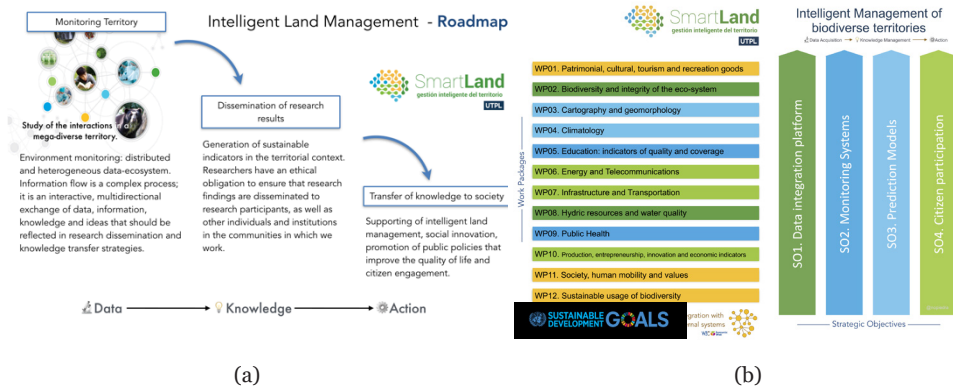 Monitoring Territory
Intelligent Land Management - Roadmap
SmartLand
gestión inteligente del territorio
UTPL
Study of the interactions in a
mega-diverse territory.
Environment monitoring: distributed
and heterogeneous data-ecosystem.
Information flow is a complex process;
it is an interactive, multidirectional
exchange of data, information,
knowledge and ideas that should be
reflected in research dissemination and
knowledge transfer strategies.
Dissemination of research
results
Generation of sustainable
indicators in the territorial context.
Researchers have an ethical
obligation to ensure that research
findings are disseminated to
research participants, as well as
other individuals and institutions
in the communities in which we
work.
Transfer of knowledge to society
Supporting of intelligent land
management, social innovation,
promotion of public policies that
improve the quality of life and
citizen engagement.
Data Knowledge Action
(a)
SmartLand
gestión inteligente del territorio
UTPL
Work Packages
WP01. Patrimonial, cultural, tourism and recreation goods
WP02. Biodiversity and integrity of the eco-system
WP03. Cartography and geomorphology
WP04. Climatology
WP05. Education: indicators of quality and coverage
WP06. Energy and Telecommunications
WP07. Infrastructure and Transportation
WP08. Hydric resources and water quality
WP09. Public Health
WP10. Production, entrepreneurship, innovation and economic indicators
WP11. Society, human mobility and values
WP12. Sustainable usage of biodiversity
SUSTAINABLE
DEVELOPMENT
GOALS
gration with
nal systems
Intelligent Management of
biodiverse territories
Data Acquisition Knowledge Management Action
SO1. Data integration platform
SO2. Monitoring Systems
SO3. Prediction Models
SO4. Citizen participation
Strategic Objectives
(b)